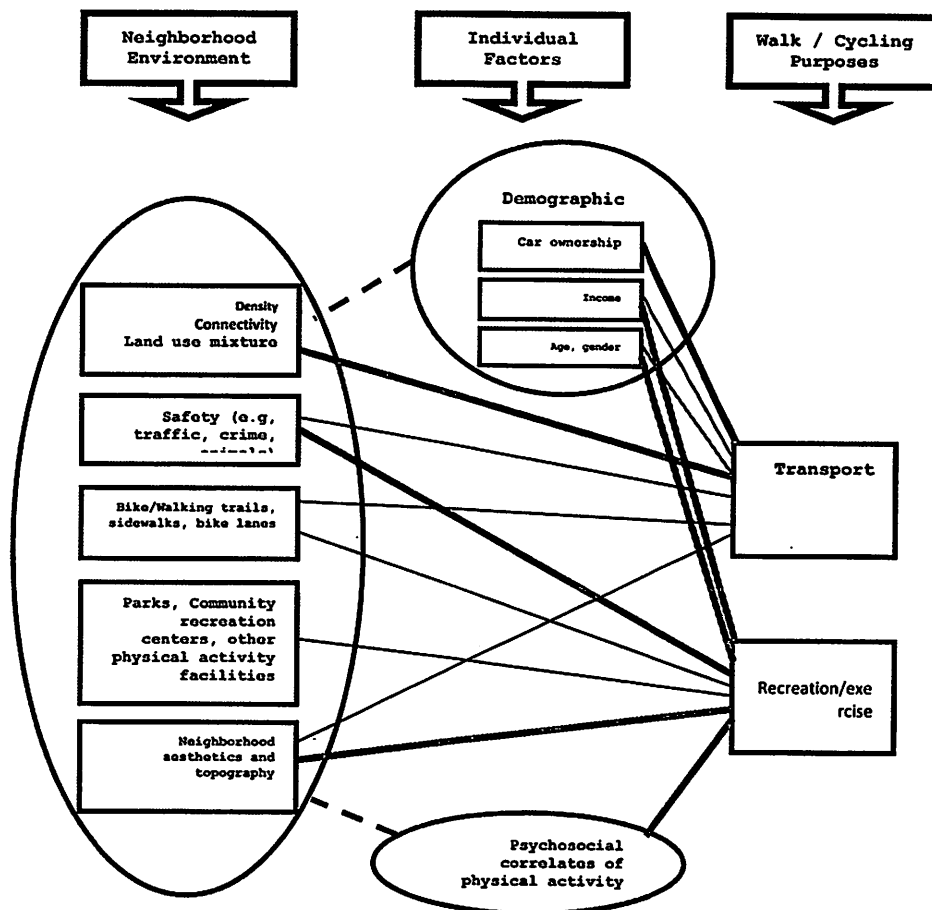 Neighborhood
Environment
Individual
Factors
Walk / Cycling
Purposes
Demographic
Car ownership
Income
Age, gender
Density
Connectivity
Land use mixture
Safety (e.g,
traffic, crime,
animals)
Bike/Walking trails,
sidewalks, bike lanes
Parks, Community
recreation
centers, other
physical activity
facilities
Neighborhood
aesthetics and
topography
Transport
Recreation/exe
rcise
Psychosocial
correlates of
physical activity